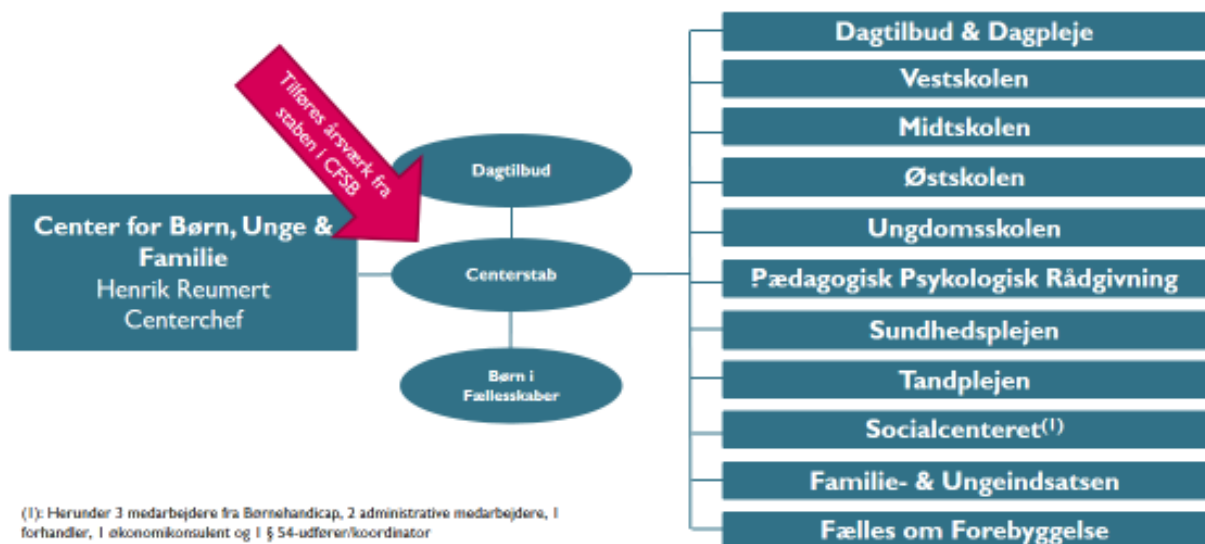 Tilføres årsværk fra
staben i CFSB
Center for Børn, Unge &
Familie
Henrik Reumert
Centerchef
Dagtilbud
Centerstab
Børn i
Fællesskaber
Dagtilbud & Dagpleje
Vestskolen
Midtskolen
Østskolen
Ungdomsskolen
Pædagogisk Psykologisk Rådgivning
Sundhedsplejen
Tandplejen
Socialcenteret(1)
Familie- & Ungeindsatsen
Fælles om Forebyggelse
(1): Herunder 3 medarbejdere fra Børnehandicap, 2 administrative medarbejdere, 1
forhandler, 1 økonomikonsulent og 1 § 54-udfører/koordinator